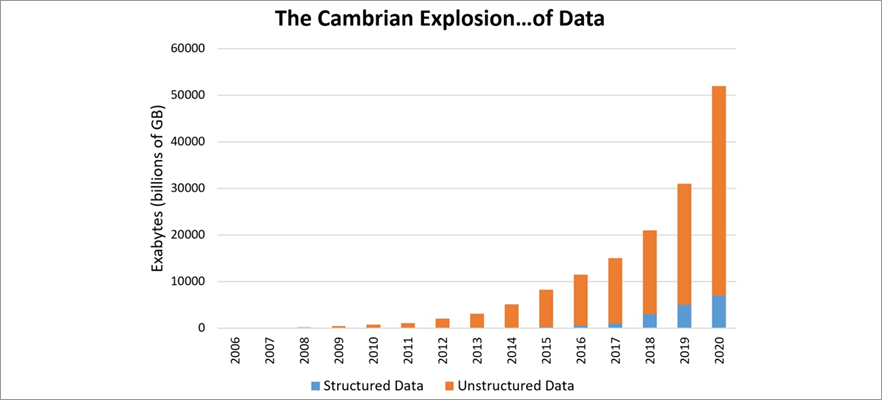 The Cambrian Explosion...of Data
Exabytes (billions of GB)
60000
50000
40000
30000
20000
10000
0
2006 2007 2008 2009 2010 2011 2012 2013 2014 2015 2016 2017 2018 2019 2020
Structured Data Unstructured Data